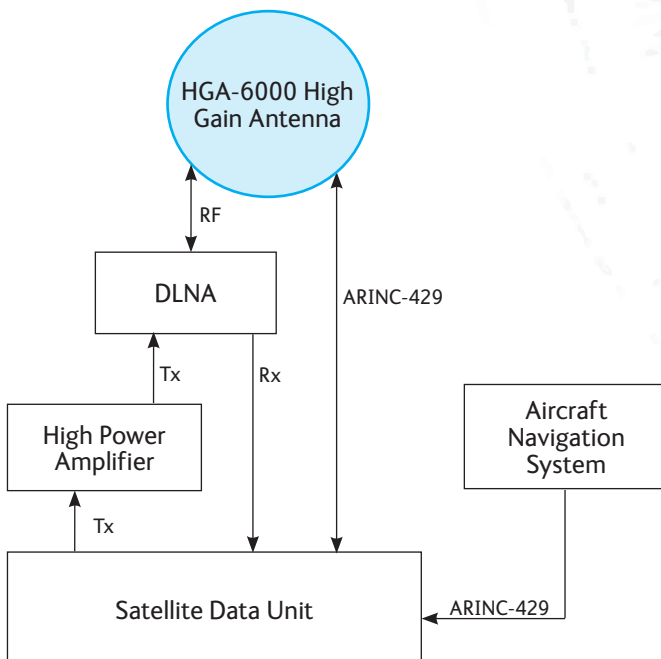 HGA-6000 High
Gain Antenna
RF
DLNA
ARINC-429
Tx
Rx
High Power
Amplifier
Aircraft
Navigation
System
Tx
Satellite Data Unit
ARINC-429